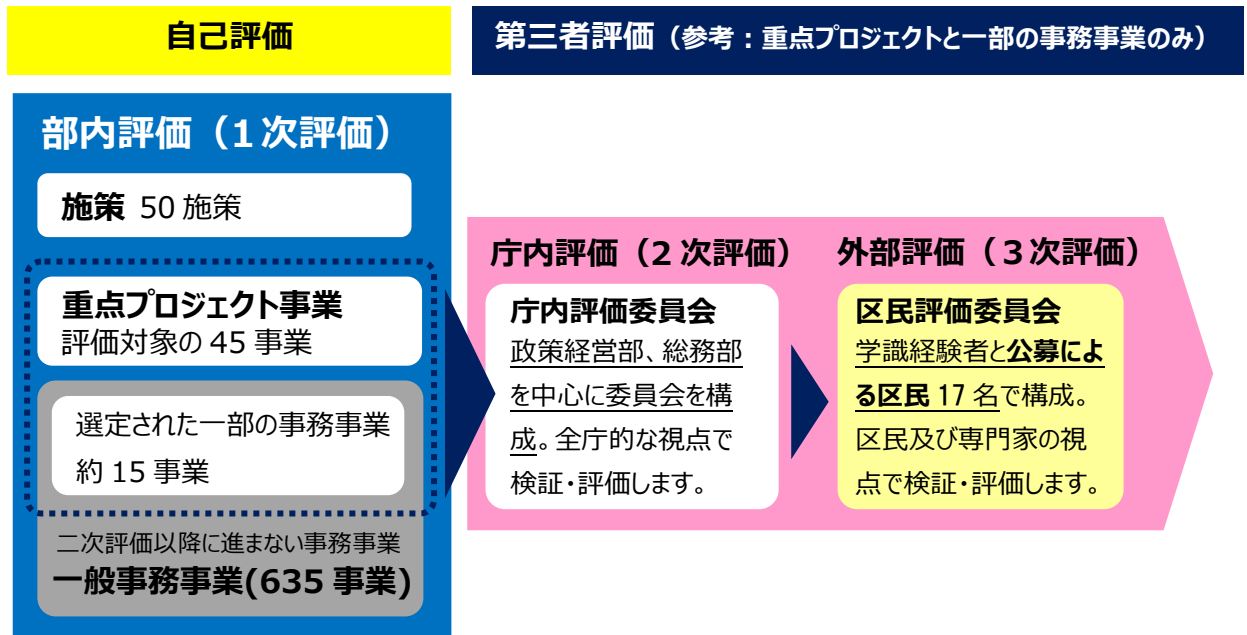 自己評価
第三者評価（参考：重点プロジェクトと一部の事務事業のみ）
部内評価（１次評価）
施策 50 施策
重点プロジェクト事業
評価対象の 45 事業
選定された一部の事務事業
約 15 事業
二次評価以降に進まない事務事業
一般事務事業(635 事業)
庁内評価（２次評価）
庁内評価委員会
政策経営部、総務部
を中心に委員会を構
成。全庁的な視点で
検証・評価します。
外部評価（３次評価）
区民評価委員会
学識経験者と公募によ
る区民 17 名で構成。
区民及び専門家の視
点で検証・評価します。